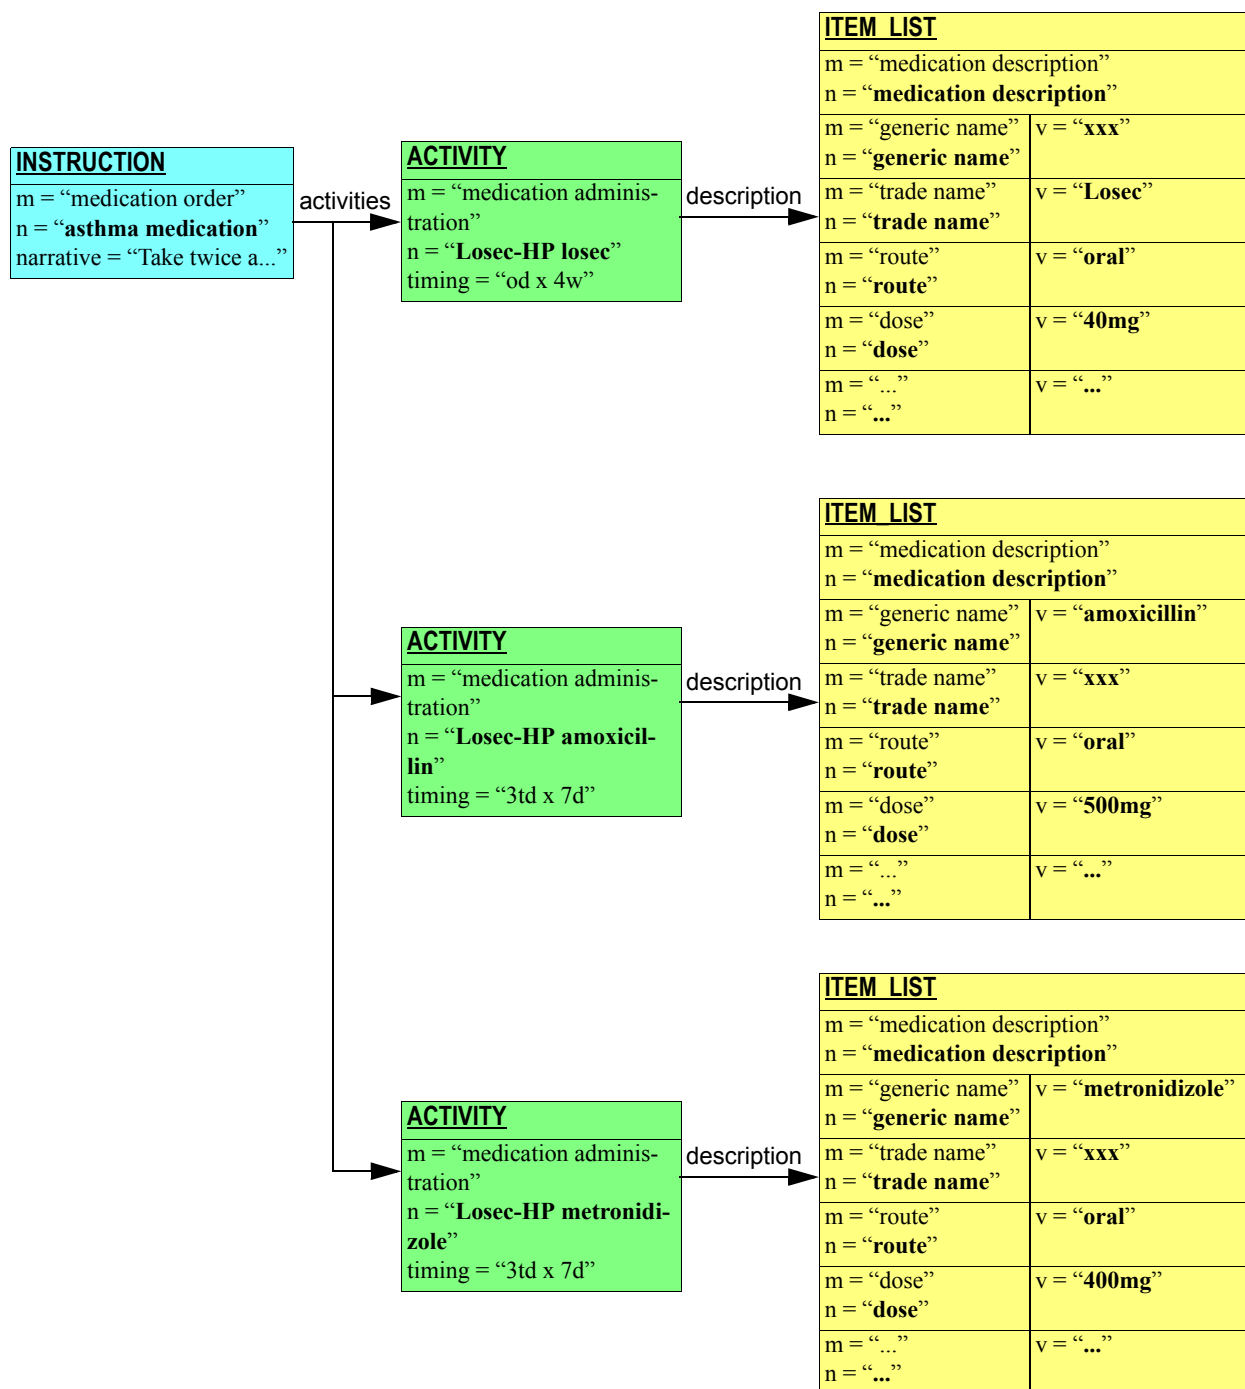 INSTRUCTION
m = “medication order”
n = “asthma medication”
narrative = “Take twice a...”
activities
ACTIVITY
m = “medication adminis-
tration”
n = “Losec-HP losec”
timing = “od x 4w”
description
ITEM_LIST
m = “medication description”
n = “medication description”
m = “generic name” v = “xxx”
n = “generic name”
m = “trade name” v = “Losec”
n = “trade name”
m = “route” v = “oral”
n = “route”
m = “dose” v = “40mg”
n = “dose”
m = “...” v = “...”
n = “...”
ACTIVITY
m = “medication adminis-
tration”
n = “Losec-HP amoxicil-
lin”
timing = “3td x 7d”
description
ITEM_LIST
m = “medication description”
n = “medication description”
m = “generic name” v = “amoxicillin”
n = “generic name”
m = “trade name” v = “xxx”
n = “trade name”
m = “route” v = “oral”
n = “route”
m = “dose” v = “500mg”
n = “dose”
m = “...” v = “...”
n = “...”
ACTIVITY
m = “medication adminis-
tration”
n = “Losec-HP metronidi-
zole”
timing = “3td x 7d”
description
ITEM_LIST
m = “medication description”
n = “medication description”
m = “generic name” v = “metronidizole”
n = “generic name”
m = “trade name” v = “xxx”
n = “trade name”
m = “route” v = “oral”
n = “route”
m = “dose” v = “400mg”
n = “dose”
m = “...” v = “...”
n = “...”